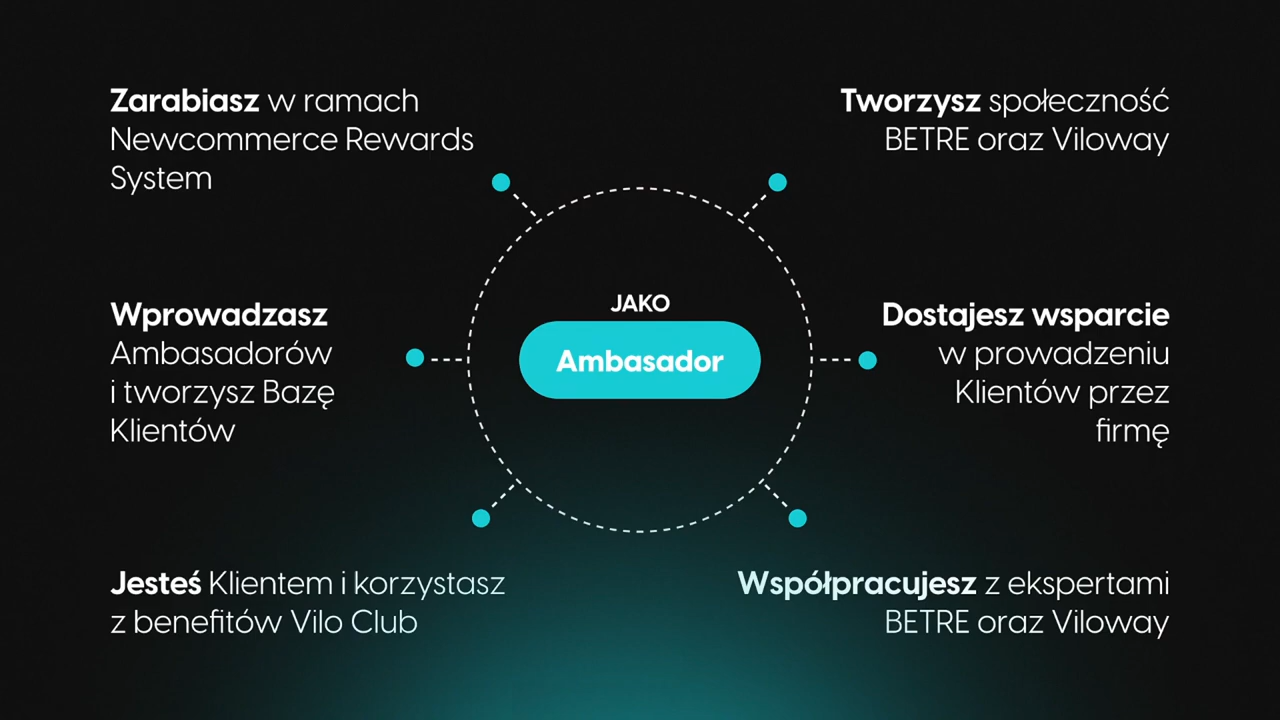 Zarabiasz w ramach
Newcommerce Rewards
System
Tworzysz społeczność
BETRE oraz Viloway
JAKO
Ambasador
Wprowadzasz
Ambasadorów
i tworzysz Bazę
Klientów
Dostajesz wsparcie
w prowadzeniu
Klientów przez
firmę
Jesteś Klientem i korzystasz
z benefitów Vilo Club
Współpracujesz z ekspertami
BETRE oraz Viloway